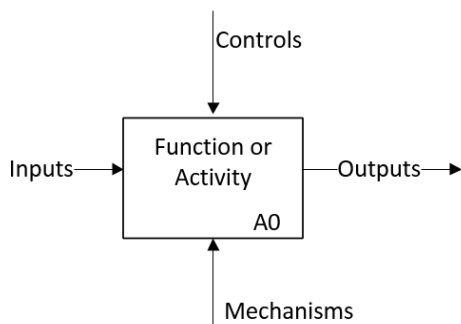 Controls
Inputs
Function or
Activity
Outputs
A0
Mechanisms